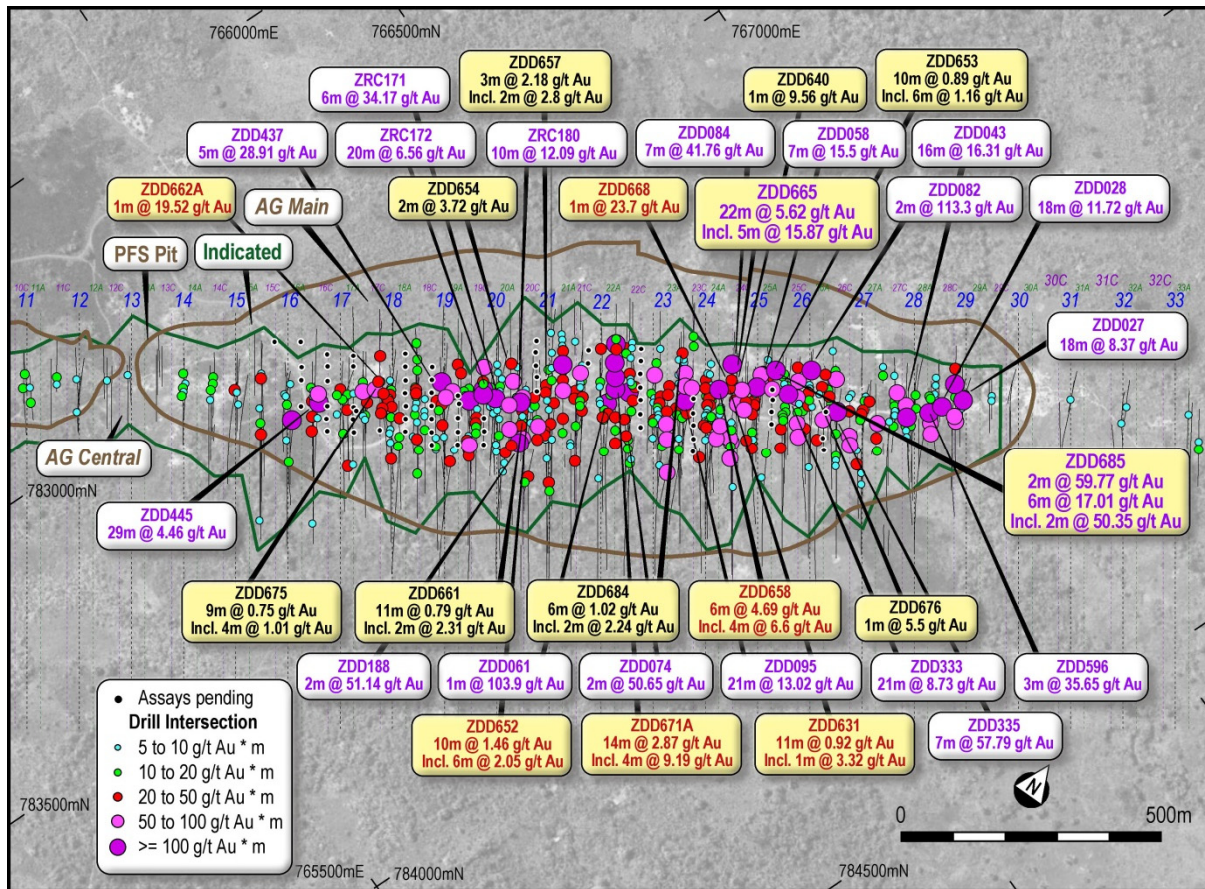 766000mE
766500mN
767000mE
ZDD657
3m @ 2.18 g/t Au
Incl. 2m @ 2.8 g/t Au
ZDD640
1m @ 9.56 g/t Au
ZDD653
10m @ 0.89 g/t Au
Incl. 6m @ 1.16 g/t Au
ZRC171
6m @ 34.17 g/t Au
ZDD437
5m @ 28.91 g/t Au
ZRC172
20m @ 6.56 g/t Au
ZRC180
10m @ 12.09 g/t Au
ZDD084
7m @ 41.76 g/t Au
ZDD058
7m @ 15.5 g/t Au
ZDD043
16m @ 16.31 g/t Au
ZDD662A
1m @ 19.52 g/t Au
AG Main
ZDD654
2m @ 3.72 g/t Au
ZDD668
1m @ 23.7 g/t Au
ZDD665
22m @ 5.62 g/t Au
Incl. 5m @ 15.87 g/t Au
ZDD082
2m @ 113.3 g/t Au
ZDD028
18m @ 11.72 g/t Au
PFS Pit
Indicated
10C 11A 11C 12A 12C 13A
30C 31A 31C 32A 32C 33A
11 12 13 14 15 16 17 18 19 20 21 22 23 24 25 26 27 28 29 30 31 32 33
ZDD027
18m @ 8.37 g/t Au
AG Central
783000mN
ZDD445
29m @ 4.46 g/t Au
ZDD685
2m @ 59.77 g/t Au
6m @ 17.01 g/t Au
Incl. 2m @ 50.35 g/t Au
ZDD675
9m @ 0.75 g/t Au
Incl. 4m @ 1.01 g/t Au
ZDD661
11m @ 0.79 g/t Au
Incl. 2m @ 2.31 g/t Au
ZDD684
6m @ 1.02 g/t Au
Incl. 2m @ 2.24 g/t Au
ZDD658
6m @ 4.69 g/t Au
Incl. 4m @ 6.6 g/t Au
ZDD676
1m @ 5.5 g/t Au
ZDD188
2m @ 51.14 g/t Au
ZDD061
1m @ 103.9 g/t Au
ZDD074
2m @ 50.65 g/t Au
ZDD095
21m @ 13.02 g/t Au
ZDD333
21m @ 8.73 g/t Au
ZDD596
3m @ 35.65 g/t Au
ZDD652
10m @ 1.46 g/t Au
Incl. 6m @ 2.05 g/t Au
ZDD671A
14m @ 2.87 g/t Au
Incl. 4m @ 9.19 g/t Au
ZDD631
11m @ 0.92 g/t Au
Incl. 1m @ 3.32 g/t Au
ZDD335
7m @ 57.79 g/t Au
Assays pending
Drill Intersection
5 to 10 g/t Au * m
10 to 20 g/t Au * m
20 to 50 g/t Au * m
50 to 100 g/t Au * m
>= 100 g/t Au * m
N
0 500m
783500mN
765500mE
784000mN
784500mN